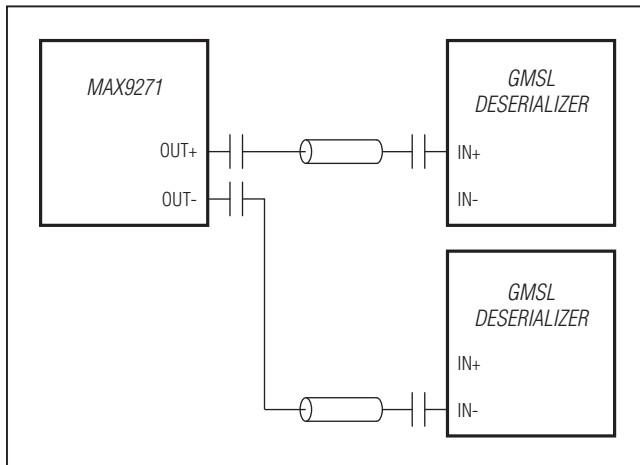 MAX9271
OUT+
OUT-
GMSL
DESERIALIZER
IN+
IN-
GMSL
DESERIALIZER
IN+
IN-